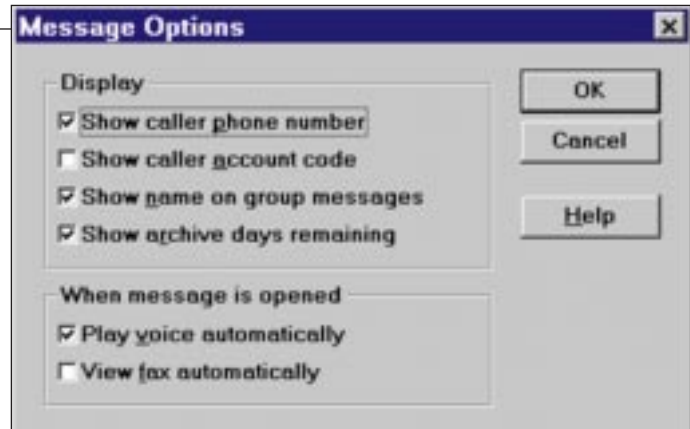 Message Options
Display
Show caller phone number
Show caller account code
Show name on group messages
Show archive days remaining
When message is opened
Play voice automatically
View fax automatically
OK
Cancel
Help